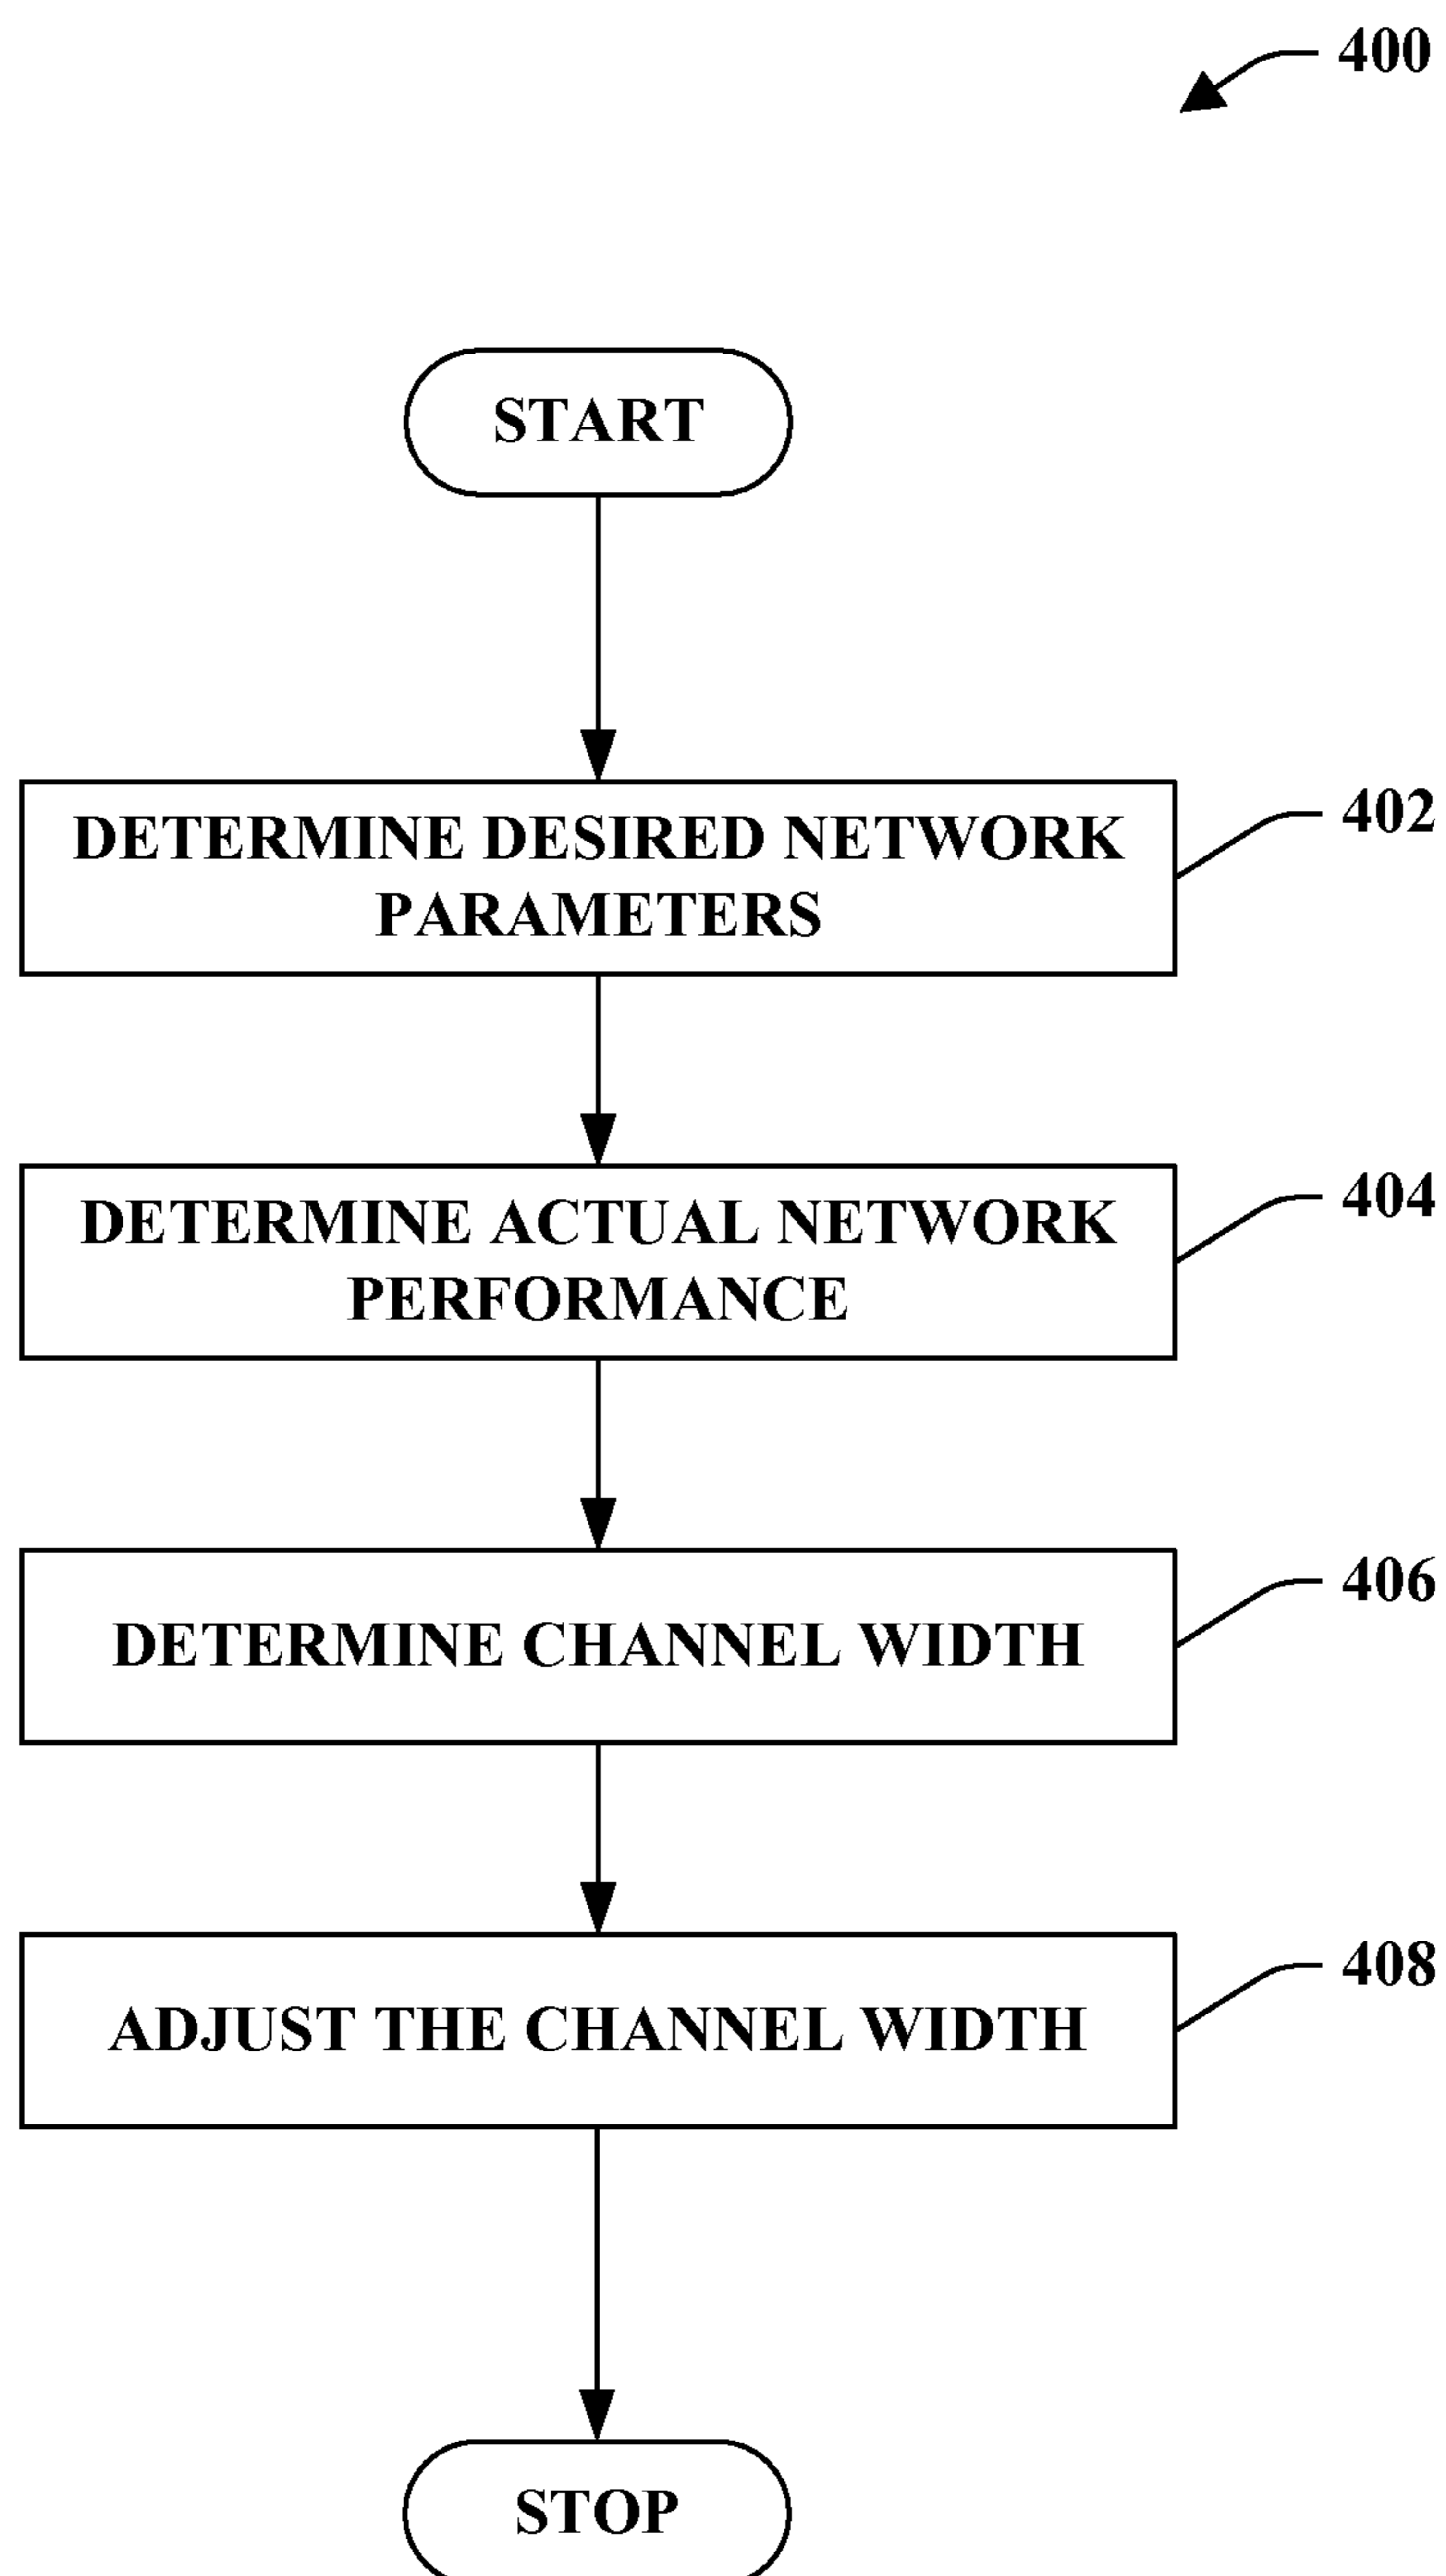 400
START
DETERMINE DESIRED NETWORK
PARAMETERS
402
DETERMINE ACTUAL NETWORK
PERFORMANCE
404
DETERMINE CHANNEL WIDTH
406
ADJUST THE CHANNEL WIDTH
408
STOP